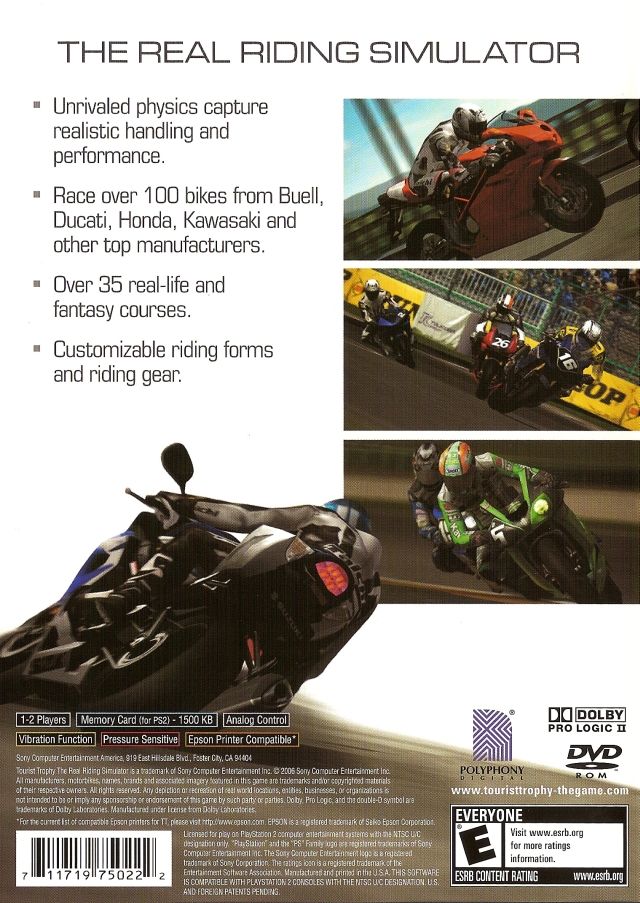 THE REAL RIDING SIMULATOR
Unrivaled physics capture
realistic handling and
performance.
Race over 100 bikes from Buell,
Ducati, Honda, Kawasaki and
other top manufacturers.
Over 35 real-life and
fantasy courses.
Customizable riding forms
and riding gear.
26
16
OP
SUZUKI
1-2 Players
Memory Card (for PS2) - 1500 KB
Analog Control
Vibration Function
Pressure Sensitive
Epson Printer Compatible*
Sony Computer Entertainment America, 919 East Hillsdale Blvd., Foster City, CA 94404
Tourist Trophy The Real Riding Simulator is a trademark of Sony Computer Entertainment Inc. © 2006 Sony Computer Entertainment Inc.
All manufacturers, motorbikes, names, brands and associated imagery featured in this game are trademarks and/or copyrighted materials
of their respective owners. All rights reserved. Any depiction or recreation of real world locations, entities, businesses, or organizations is
not intended to be or imply any sponsorship or endorsement of this game by such party or parties. Dolby, Pro Logic, and the double-D symbol are
trademarks of Dolby Laboratories. Manufactured under license from Dolby Laboratories.
*For the current list of compatible Epson printers for TT, please visit http://www.epson.com. EPSON is a registered trademark of Seiko Epson Corporation.
Licensed for play on PlayStation 2 computer entertainment systems with the NTSC U/C
designation only. "PlayStation" and the "PS" Family logo are registered trademarks of Sony
Computer Entertainment Inc. The Sony Computer Entertainment logo is a registered
trademark of Sony Corporation. The ratings icon is a registered trademark of the
Entertainment Software Association. Manufactured and printed in the U.S.A. THIS SOFTWARE
IS COMPATIBLE WITH PLAYSTATION 2 CONSOLES WITH THE NTSC U/C DESIGNATION. U.S.
AND FOREIGN PATENTS PENDING.
7 11719 75022 2
POLYPHONY
DIGITAL
®
DOLBY
PRO LOGIC II
DVD
ROM
www.touristtrophy-thegame.com
EVERYONE
E
Visit www.esrb.org
for more ratings
information.
ESRB CONTENT RATING
www.esrb.org